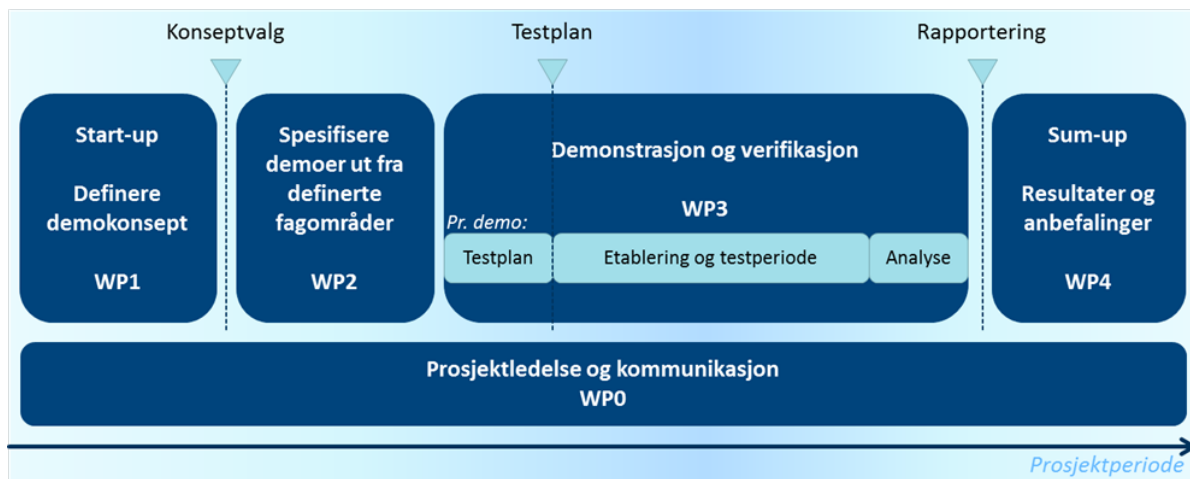 Konseptvalg
Testplan
Rapportering
Start-up
Definere
demokonsept
WP1
Spesifisere
demoer ut fra
definerte
fagområder
WP2
Demonstrasjon og verifikasjon
WP3
Pr. demo:
Testplan
Etablering og testperiode
Analyse
Sum-up
Resultater og
anbefalinger
WP4
Prosjektledelse og kommunikasjon
WP0
Prosjektperiode